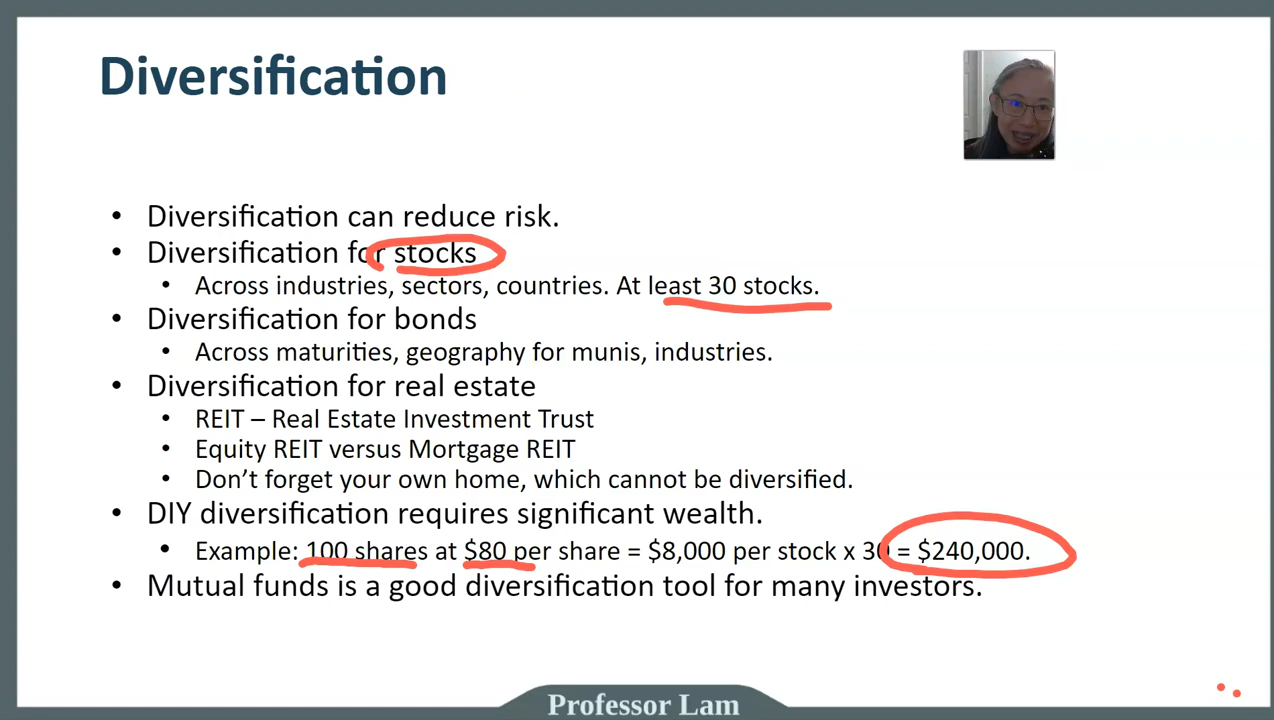 Diversification
• Diversification can reduce risk.
• Diversification for stocks
• Across industries, sectors, countries. At least 30 stocks.
• Diversification for bonds
• Across maturities, geography for munis, industries.
• Diversification for real estate
• REIT – Real Estate Investment Trust
• Equity REIT versus Mortgage REIT
• Don’t forget your own home, which cannot be diversified.
• DIY diversification requires significant wealth.
• Example: 100 shares at $80 per share = $8,000 per stock x 30 = $240,000.
• Mutual funds is a good diversification tool for many investors.
Professor Lam